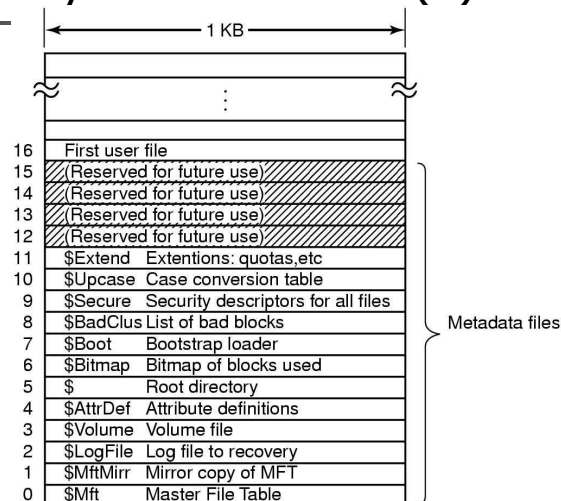 1 KB
16 First user file
15 (Reserved for future use)
14 (Reserved for future use)
13 (Reserved for future use)
12 (Reserved for future use)
11 $Extend Extentions: quotas,etc
10 $Upcase Case conversion table
9 $Secure Security descriptors for all files
8 $BadClus List of bad blocks
7 $Boot Bootstrap loader
6 $Bitmap Bitmap of blocks used
5 $ Root directory
4 $AttrDef Attribute definitions
3 $Volume Volume file
2 $LogFile Log file to recovery
1 $MftMirr Mirror copy of MFT
0 $Mft Master File Table
Metadata files